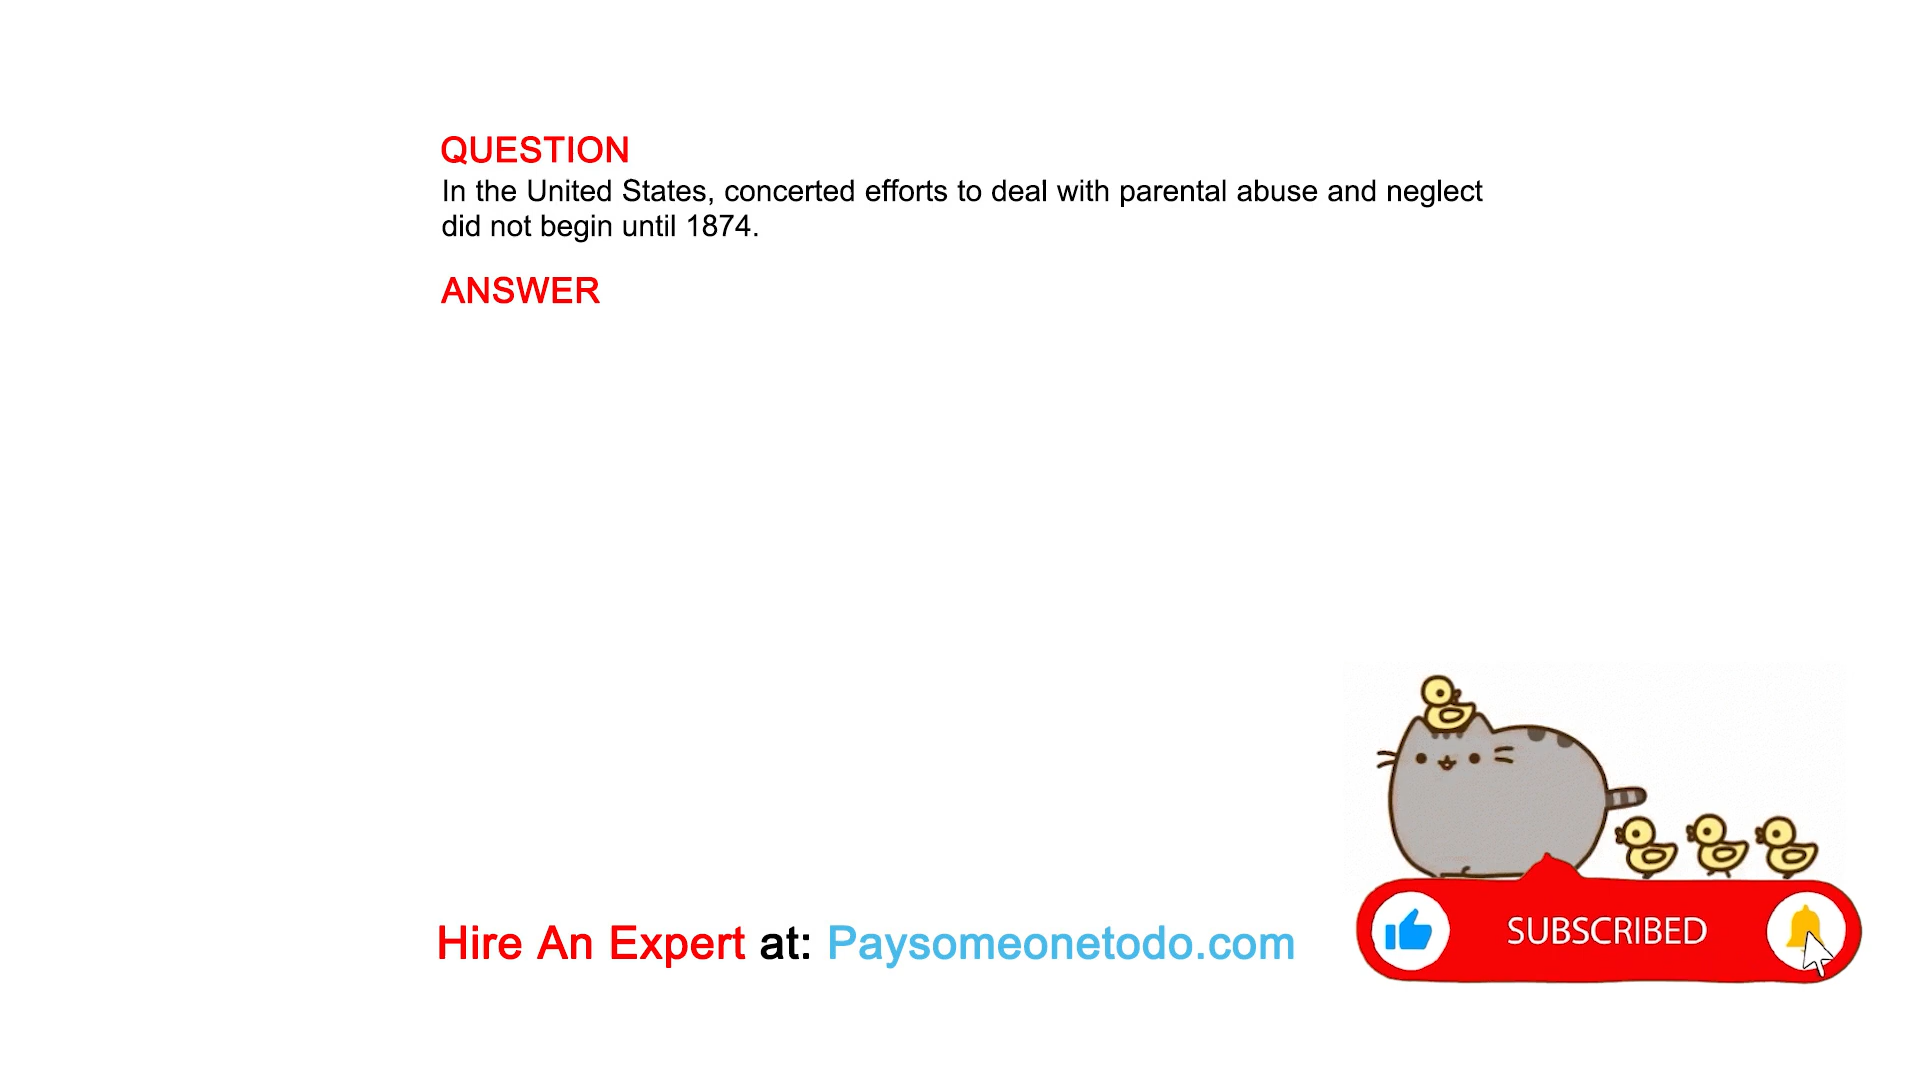 QUESTION
In the United States, concerted efforts to deal with parental abuse and neglect
did not begin until 1874.
ANSWER
Hire An Expert at: Paysomeonetodo.com
SUBSCRIBED